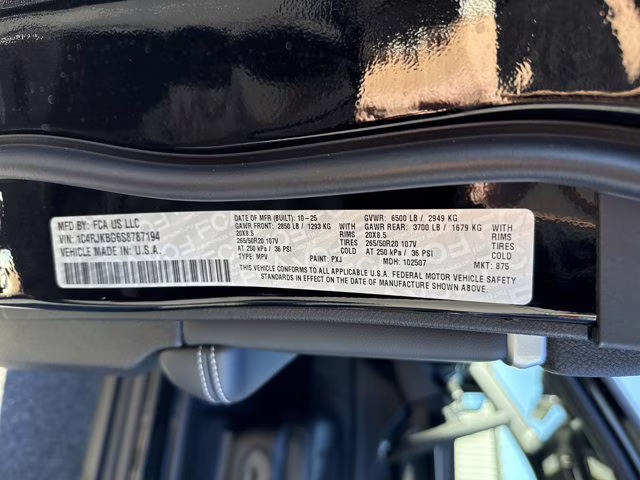 MFD BY: FCA US LLC
VIN: 1C4RJKBG6S8787194
VEHICLE MADE IN: U.S.A.
DATE OF MFR (BUILT): 10-25 GVWR: 6500 LB / 2949 KG
GAWR FRONT: 2850 LB / 1293 KG WITH GAWR REAR: 3700 LB / 1679 KG WITH
20X8.5 RIMS 20X8.5 RIMS
265/50R20 107V TIRES 265/50R20 107V TIRES
AT 250 kPa / 36 PSI COLD AT 250 kPa / 36 PSI COLD
TYPE: MPV PAINT: PXJ MDH: 102507 MKT: 875
THIS VEHICLE CONFORMS TO ALL APPLICABLE U.S.A. FEDERAL MOTOR VEHICLE SAFETY
STANDARDS IN EFFECT ON THE DATE OF MANUFACTURE SHOWN ABOVE.